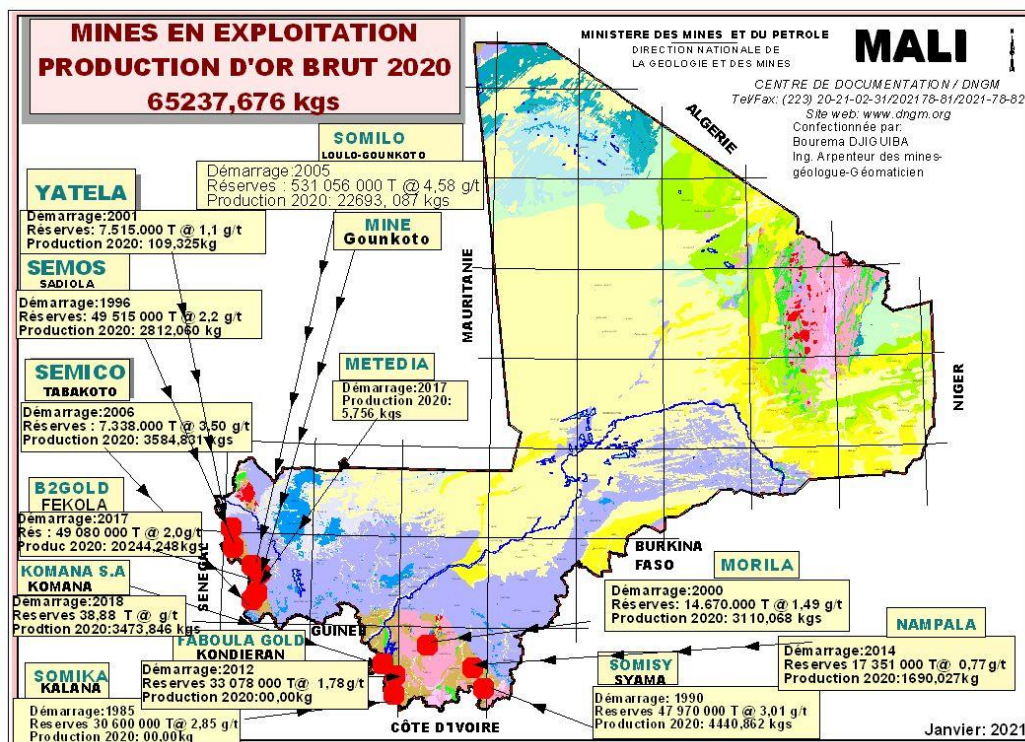 MINES EN EXPLOITATION
PRODUCTION D'OR BRUT 2020
65237,676 kgs
MINISTERE DES MINES ET DU PETROLE
DIRECTION NATIONALE DE
LA GEOLOGIE ET DES MINES
MALI
CENTRE DE DOCUMENTATION / DNGM
Tel/Fax: (223) 20-21-02-31/202178-81/2021-78-82
Site web: www.dngm.org
Confectionnée par:
Bourema DJIGUIBA
Ing. Arpenteur des mines-
géologue-Géomaticien
SOMILO
LOULO-GOUNKOTO
Démarrage:2005
Réserves : 531 056 000 T @ 4,58 g/t
Production 2020: 22693, 087 kgs
YATELA
Démarrage:2001
Réserves: 7.515.000 T @ 1,1 g/t
Production 2020: 109,325kg
MINE
Gounkoto
SEMOS
SADIOLA
Démarrage:1996
Réserves: 49 515 000 T @ 2,2 g/t
Production 2020: 2812,060 kg
METEDIA
Démarrage:2017
Production 2020:
5,756 kgs
SEMICO
TABAKOTO
Démarrage:2006
Réserves : 7.338.000 T @ 3,50 g/t
Production 2020: 3584,831 kgs
B2GOLD
FEKOLA
Démarrage:2017
Rés : 49 080 000 T @ 2,0g/t
Produc 2020: 20244,248kgs
KOMANA S.A
KOMANA
Démarrage:2018
Reserves 38,88 T @ g/t
Prodtion 2020:3473,846 kgs
FABOULA GOLD
KONDIERAN
Démarrage:2012
Reserves 33 078 000 T @ 1,78g/t
Production 2020:00,00kg
SOMIKA
KALANA
Démarrage:1985
Reserves 30 600 000 T@ 2,85 g/t
Production 2020: 00,00kg
MORILA
Démarrage:2000
Réserves: 14.670.000 T @ 1,49 g/t
Production 2020: 3110,068 kgs
NAMPALA
Démarrage:2014
Reserves 17 351 000 T @ 0,77g/t
Production 2020:1690,027kg
SOMISY
SYAMA
Démarrage: 1990
Reserves 47 970 000 T @ 3,01 g/t
Production 2020: 4440,862 kgs
ALGERIE
MAURITANIE
NIGER
BURKINA
FASO
SENEGAL
GUINEE
CÔTE D'IVOIRE
Janvier: 2021